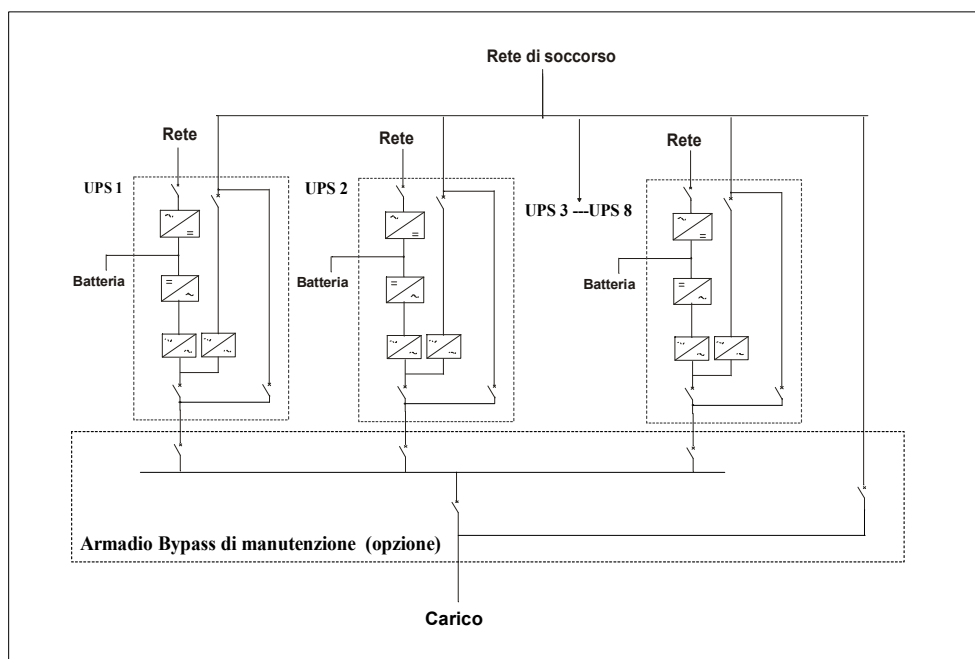 Rete di soccorso
Rete
Rete
Rete
UPS 1
UPS 2
UPS 3 ---UPS 8
Batteria
Batteria
Batteria
Armadio Bypass di manutenzione (opzione)
Carico